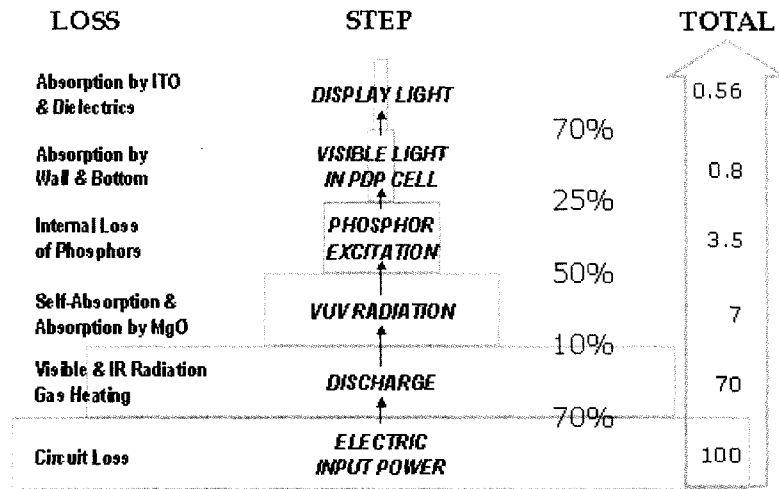 LOSS STEP TOTAL
Absorption by ITO
& Dielectrics
DISPLAY LIGHT
0.56
70%
Absorption by
Wall & Bottom
VISIBLE LIGHT
IN PDP CELL
0.8
25%
Internal Loss
of Phosphors
PHOSPHOR
EXCITATION
3.5
50%
Self-Absorption &
Absorption by MgO
VUV RADIATION
7
10%
Visible & IR Radiation
Gas Heating
DISCHARGE
70
70%
Circuit Loss
ELECTRIC
INPUT POWER
100